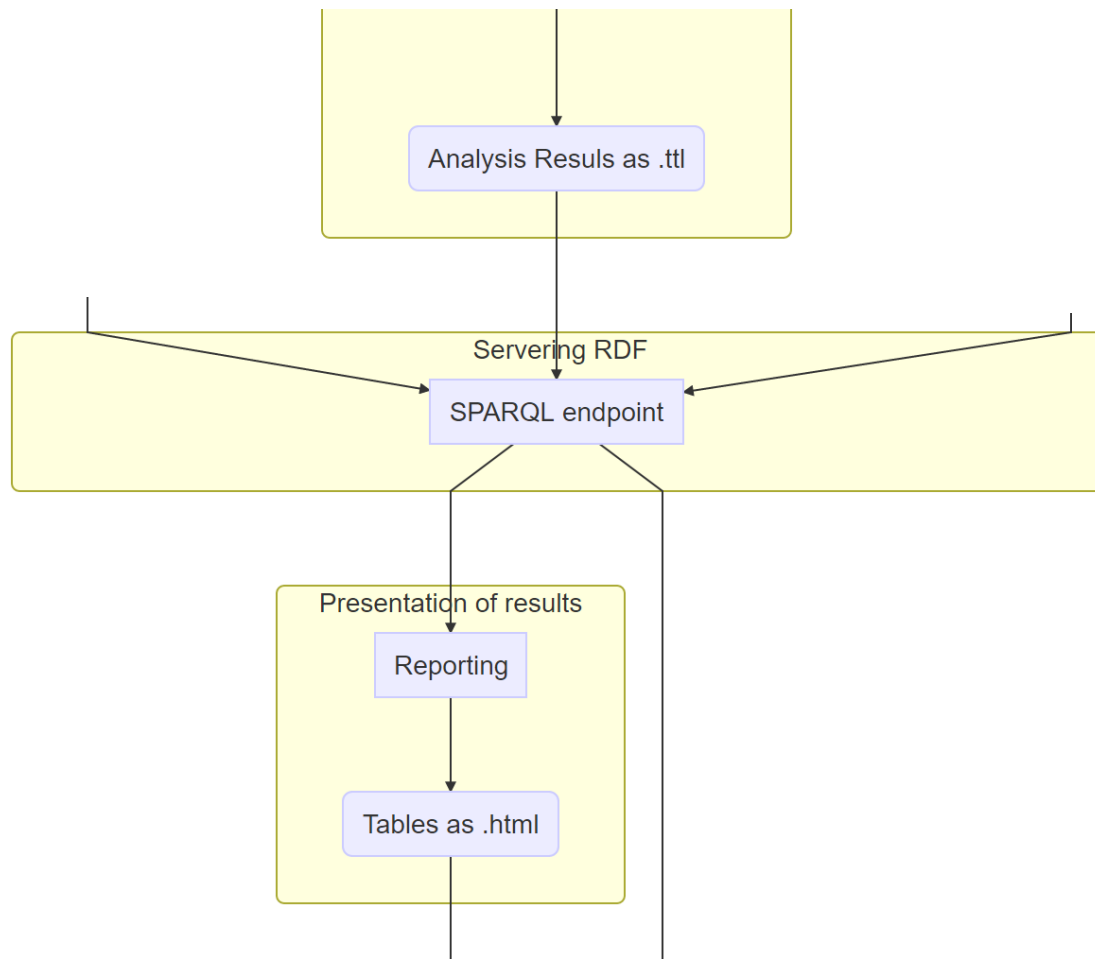 Analysis Resuls as .ttl
Servering RDF
SPARQL endpoint
Presentation of results
Reporting
Tables as .html